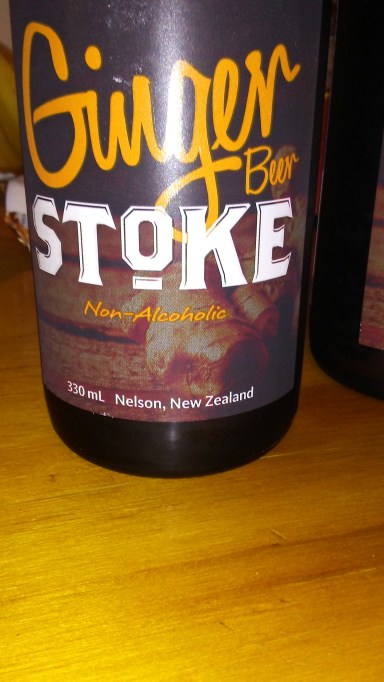 Ginger
Beer
STOKE
Non-Alcoholic
330 mL Nelson, New Zealand